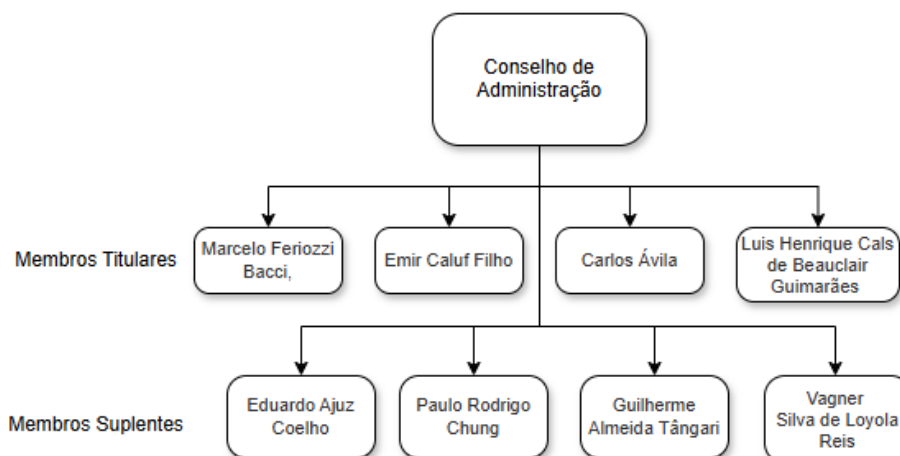 Conselho de
Administração
Membros Titulares
Marcelo Feriozzi
Bacci,
Emir Caluf Filho
Carlos Ávila
Luis Henrique Cals
de Beauclair
Guimarães
Membros Suplentes
Eduardo Ajuz
Coelho
Paulo Rodrigo
Chung
Guilherme
Almeida Tângari
Vagner
Silva de Loyola
Reis